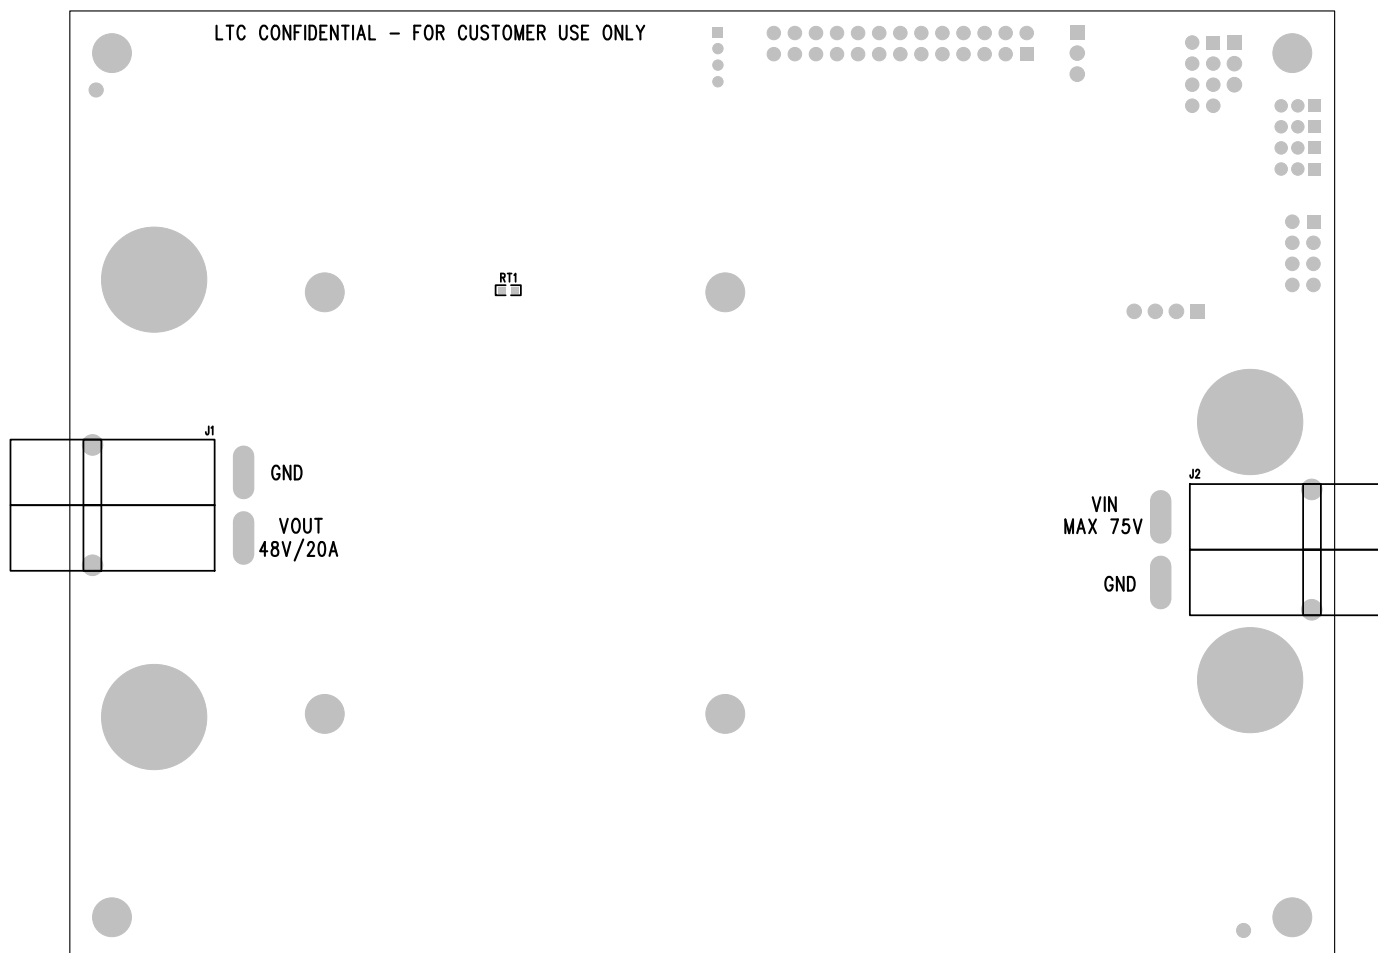 LTC CONFIDENTIAL - FOR CUSTOMER USE ONLY
RT1
J1
GND
VOUT
48V/20A
J2
VIN
MAX 75V
GND